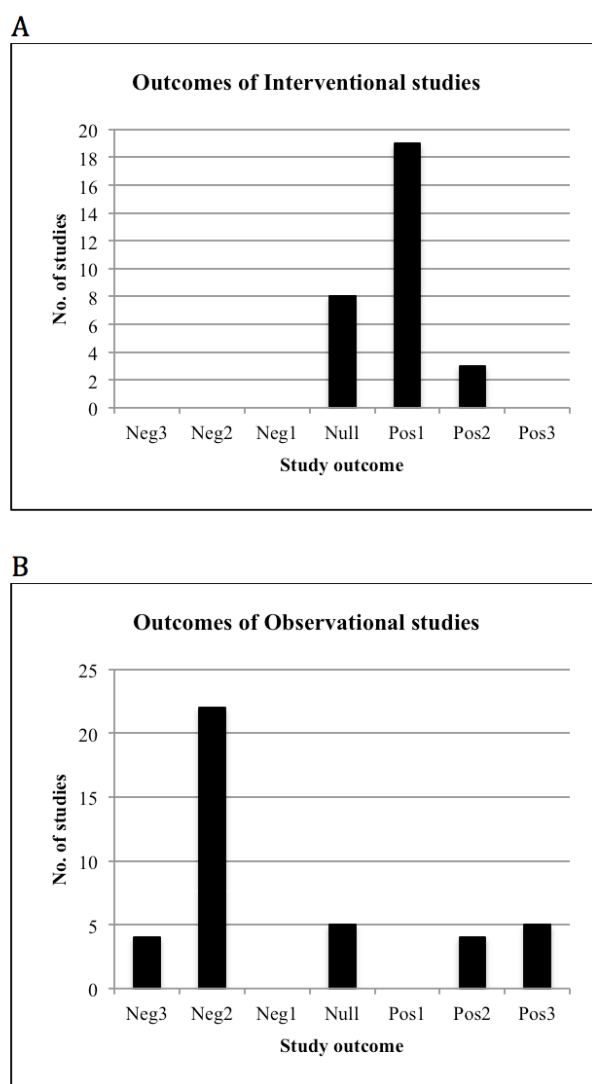 A
Outcomes of Interventional studies
20
18
16
14
12
10
8
6
4
2
0
No. of studies
Neg3 Neg2 Neg1 Null Pos1 Pos2 Pos3
Study outcome
B
Outcomes of Observational studies
25
20
15
10
5
0
No. of studies
Neg3 Neg2 Neg1 Null Pos1 Pos2 Pos3
Study outcome